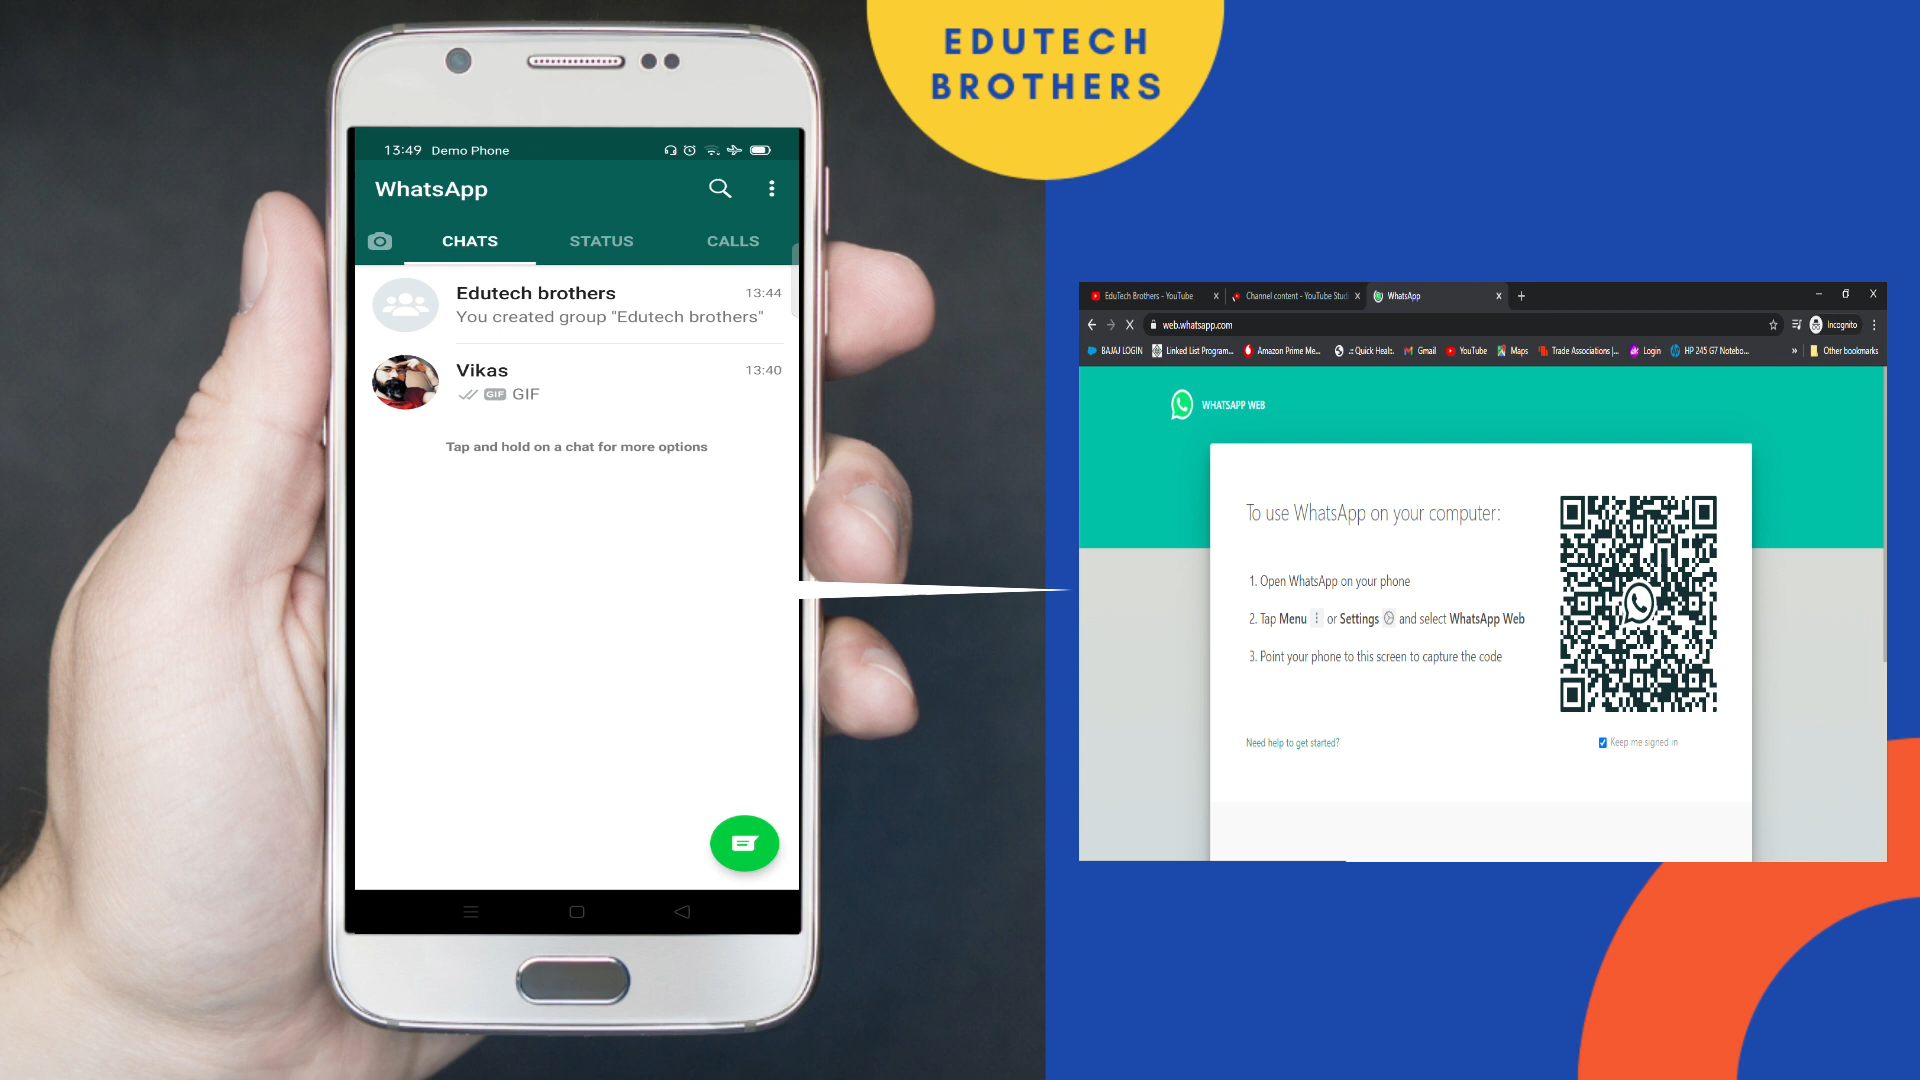 EDUTECH
BROTHERS
13:49 Demo Phone
WhatsApp
CHATS STATUS CALLS
Edutech brothers 13:44
You created group "Edutech brothers"
Vikas 13:40
GIF GIF
Tap and hold on a chat for more options
EduTech Brothers - YouTube Channel content - YouTube Stud WhatsApp
web.whatsapp.com Incognito
BAJAJ LOGIN Linked List Program... Amazon Prime Me... :: Quick Heal :. Gmail YouTube Maps Trade Associations |... Login HP 245 G7 Notebo... » Other bookmarks
WHATSAPP WEB
To use WhatsApp on your computer:
1. Open WhatsApp on your phone
2. Tap Menu or Settings and select WhatsApp Web
3. Point your phone to this screen to capture the code
Need help to get started? Keep me signed in